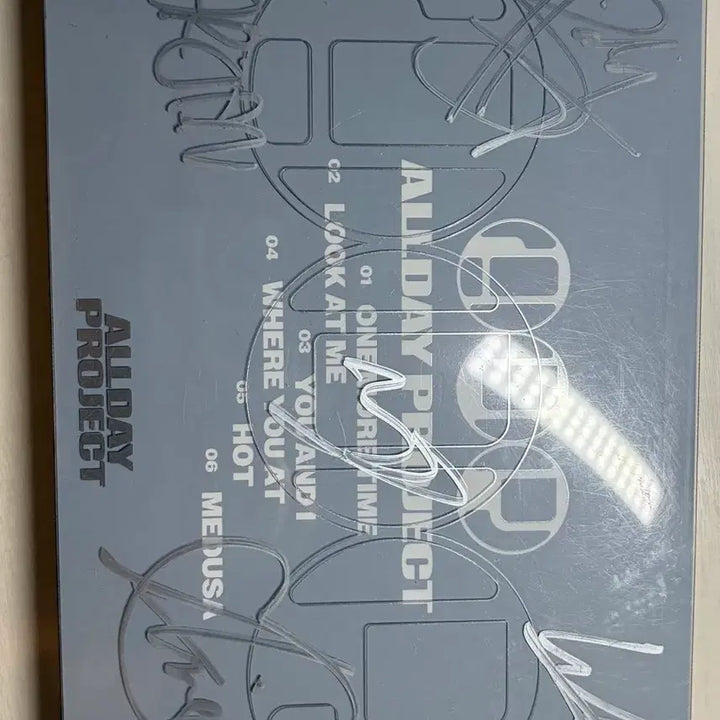 ALLDAY PROJECT
01 ONE MORE TIME
02 LOOK AT ME
03 YOU AND I
04 WHERE YOU AT
05 HOT
06 MEDUSA
ALLDAY
PROJECT